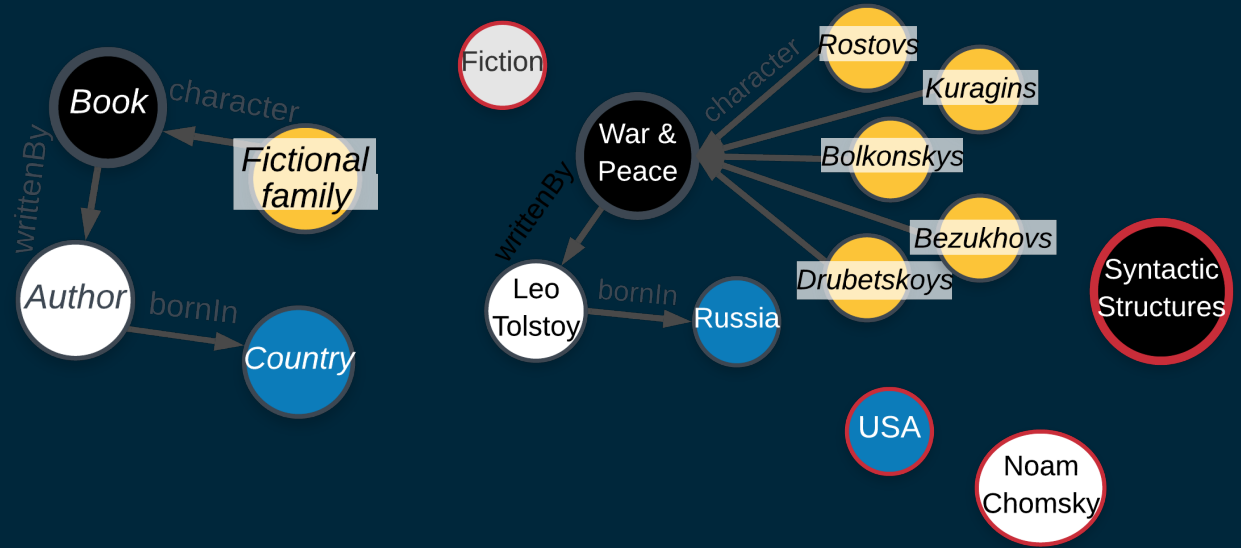 Book
character
Fictional
family
writtenBy
Author
bornIn
Country
Fiction
War &
Peace
character
Rostovs
Kuragins
Bolkonskys
Bezukhovs
Drubetskoys
writtenBy
Leo
Tolstoy
bornIn
Russia
Syntactic
Structures
USA
Noam
Chomsky